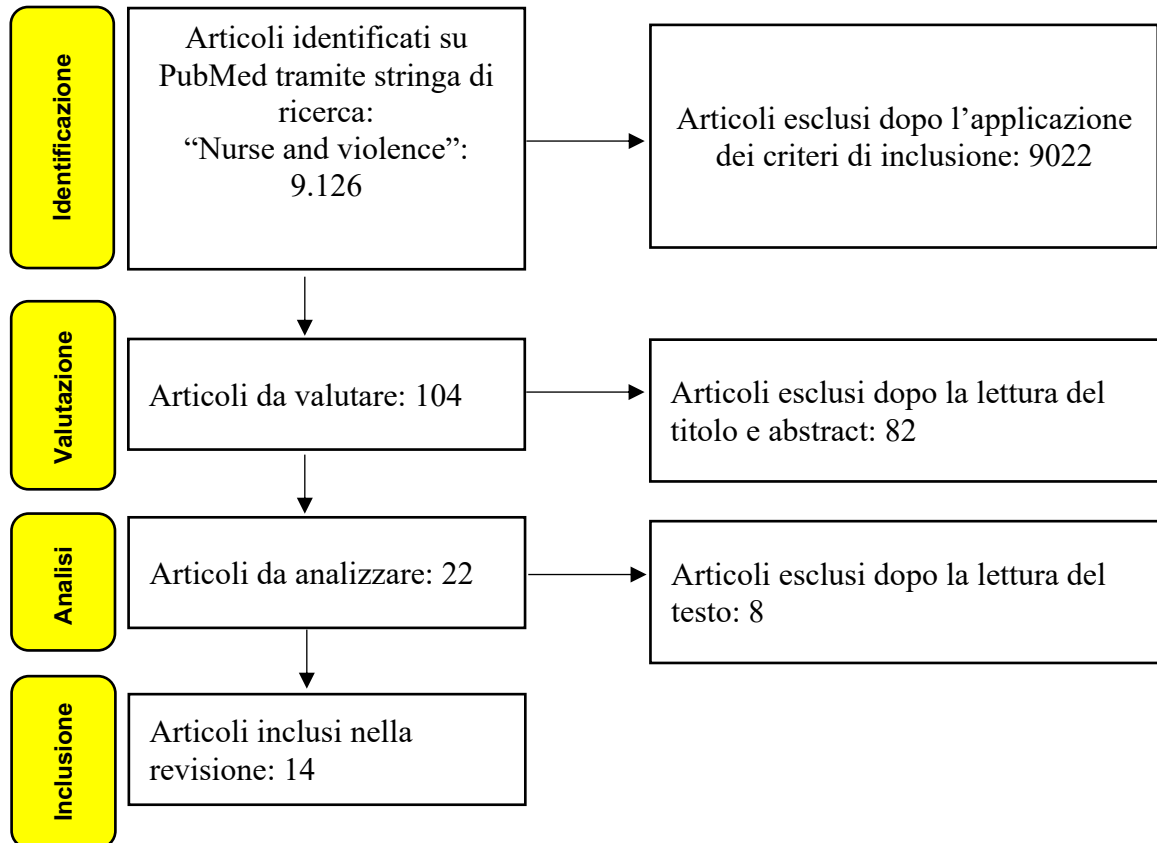 Identificazione
Articoli identificati su
PubMed tramite stringa di
ricerca:
“Nurse and violence”:
9.126
Articoli esclusi dopo l’applicazione
dei criteri di inclusione: 9022
Valutazione
Articoli da valutare: 104
Articoli esclusi dopo la lettura del
titolo e abstract: 82
Analisi
Articoli da analizzare: 22
Articoli esclusi dopo la lettura del
testo: 8
Inclusione
Articoli inclusi nella
revisione: 14